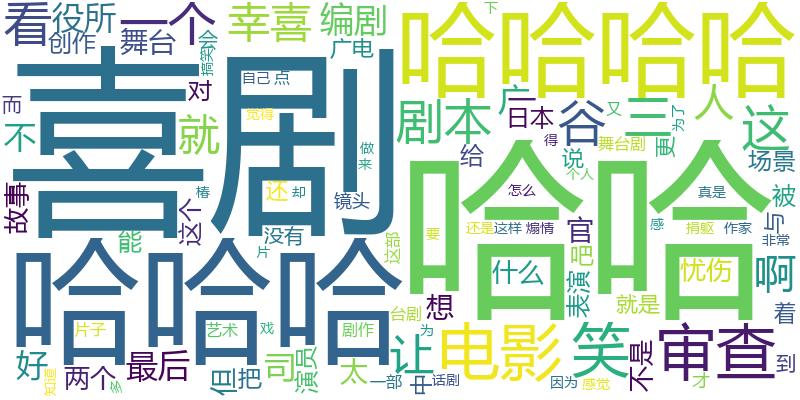 看
役所
一个
幸喜
编剧
哈哈哈哈
下
创作
舞台
会
广电
搞笑
喜剧
自己
点
而
对
剧本
广
一
日本
谷
三
又
为了
人
这
不
就
觉得
做
来
给
得
说
舞台剧
更
个人
场景
故事
这个
椿
还
却
镜头
哈哈
怎么
真是
被
能
没有
片
这部
要
还是
这样
煽情
官
感
捐躯
作家
与
非常
哈哈哈
什么
表演
吧
忧伤
啊
想
就是
着
片子
艺术
戏
剧作
台剧
为
电影
笑
不是
审查
到
好
知道
两个
多
最后
但
把
司
演员
太
一部
让
中
话剧
因为
感觉
才